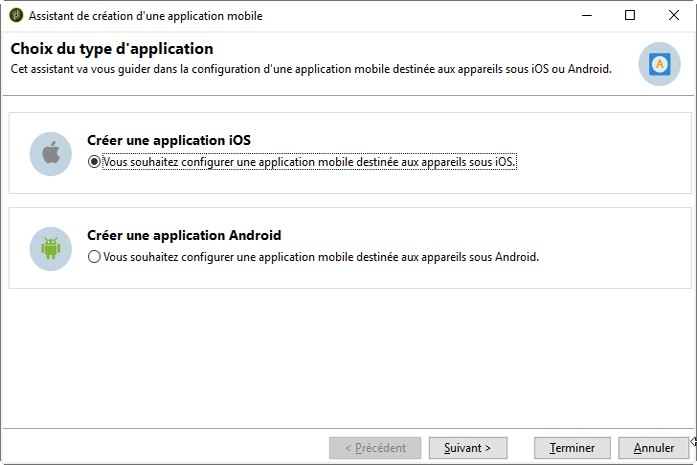 Assistant de création d'une application mobile
Choix du type d'application
Cet assistant va vous guider dans la configuration d'une application mobile destinée aux appareils sous iOS ou Android.
A
Créer une application iOS
Vous souhaitez configurer une application mobile destinée aux appareils sous iOS.
Créer une application Android
Vous souhaitez configurer une application mobile destinée aux appareils sous Android.
< Précédent
Suivant >
Terminer
Annuler